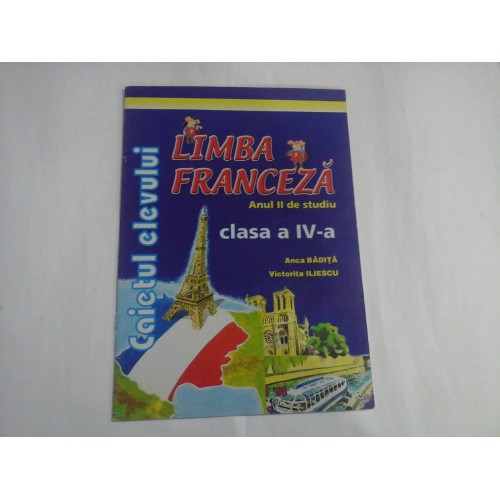 Caietul elevului
LIMBA
FRANCEZĂ
Anul II de studiu
clasa a IV-a
Anca BĂDIȚĂ
Victorița ILIESCU